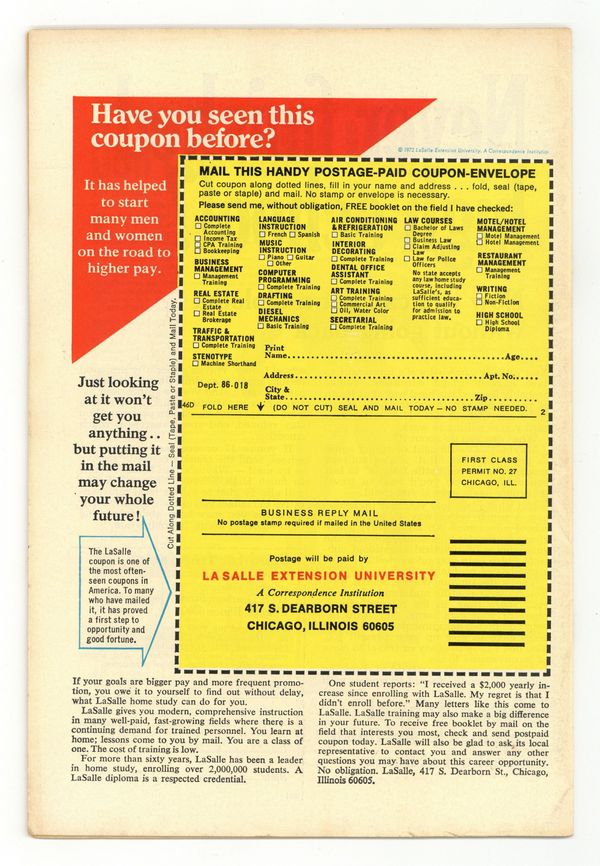 Have you seen this
coupon before?
© 1972 LaSalle Extension University, A Correspondence Institution
It has helped
to start
many men
and women
on the road to
higher pay.
Just looking
at it won't
get you
anything . .
but putting it
in the mail
may change
your whole
future!
The LaSalle
coupon is one of
the most often-
seen coupons in
America. To many
who have mailed
it, it has proved
a first step to
opportunity and
good fortune.
Cut Along Dotted Line — Seal (Tape, Paste or Staple) and Mail Today.
MAIL THIS HANDY POSTAGE-PAID COUPON-ENVELOPE
Cut coupon along dotted lines, fill in your name and address . . . fold, seal (tape,
paste or staple) and mail. No stamp or envelope is necessary.
Please send me, without obligation, FREE booklet on the field I have checked:
ACCOUNTING
☐ Complete
Accounting
☐ Income Tax
☐ CPA Training
☐ Bookkeeping
BUSINESS
MANAGEMENT
☐ Management
Training
REAL ESTATE
☐ Complete Real
Estate
☐ Real Estate
Brokerage
TRAFFIC &
TRANSPORTATION
☐ Complete Training
STENOTYPE
☐ Machine Shorthand
LANGUAGE
INSTRUCTION
☐ French ☐ Spanish
MUSIC
INSTRUCTION
☐ Piano ☐ Guitar
☐ Other
COMPUTER
PROGRAMMING
☐ Complete Training
DRAFTING
☐ Complete Training
DIESEL
MECHANICS
☐ Basic Training
AIR CONDITIONING
& REFRIGERATION
☐ Basic Training
INTERIOR
DECORATING
☐ Complete Training
DENTAL OFFICE
ASSISTANT
☐ Complete Training
ART TRAINING
☐ Complete Training
☐ Commercial Art
☐ Oil, Water Color
SECRETARIAL
☐ Complete Training
LAW COURSES
☐ Bachelor of Laws
Degree
☐ Business Law
☐ Claim Adjusting
Law
☐ Law for Police
Officers
No state accepts
any law home study
course, including
LaSalle's, as
sufficient educa-
tion to qualify
for admission to
practice law.
MOTEL/HOTEL
MANAGEMENT
☐ Motel Management
☐ Hotel Management
RESTAURANT
MANAGEMENT
☐ Management
Training
WRITING
☐ Fiction
☐ Non-Fiction
HIGH SCHOOL
☐ High School
Diploma
Print
Name.................................................Age....
Address.............................................Apt. No......
Dept. 86-018
City &
State................................................Zip........
46D FOLD HERE ↓ (DO NOT CUT) SEAL AND MAIL TODAY — NO STAMP NEEDED. 2
FIRST CLASS
PERMIT NO. 27
CHICAGO, ILL.
BUSINESS REPLY MAIL
No postage stamp required if mailed in the United States
Postage will be paid by
LA SALLE EXTENSION UNIVERSITY
A Correspondence Institution
417 S. DEARBORN STREET
CHICAGO, ILLINOIS 60605
If your goals are bigger pay and more frequent promo-
tion, you owe it to yourself to find out without delay,
what LaSalle home study can do for you.
LaSalle gives you modern, comprehensive instruction
in many well-paid, fast-growing fields where there is a
continuing demand for trained personnel. You learn at
home; lessons come to you by mail. You are a class of
one. The cost of training is low.
For more than sixty years, LaSalle has been a leader
in home study, enrolling over 2,000,000 students. A
LaSalle diploma is a respected credential.
One student reports: "I received a $2,000 yearly in-
crease since enrolling with LaSalle. My regret is that I
didn't enroll before." Many letters like this come to
LaSalle. LaSalle training may also make a big difference
in your future. To receive free booklet by mail on the
field that interests you most, check and send postpaid
coupon today. LaSalle will also be glad to ask its local
representative to contact you and answer any other
questions you may have about this career opportunity.
No obligation. LaSalle, 417 S. Dearborn St., Chicago,
Illinois 60605.